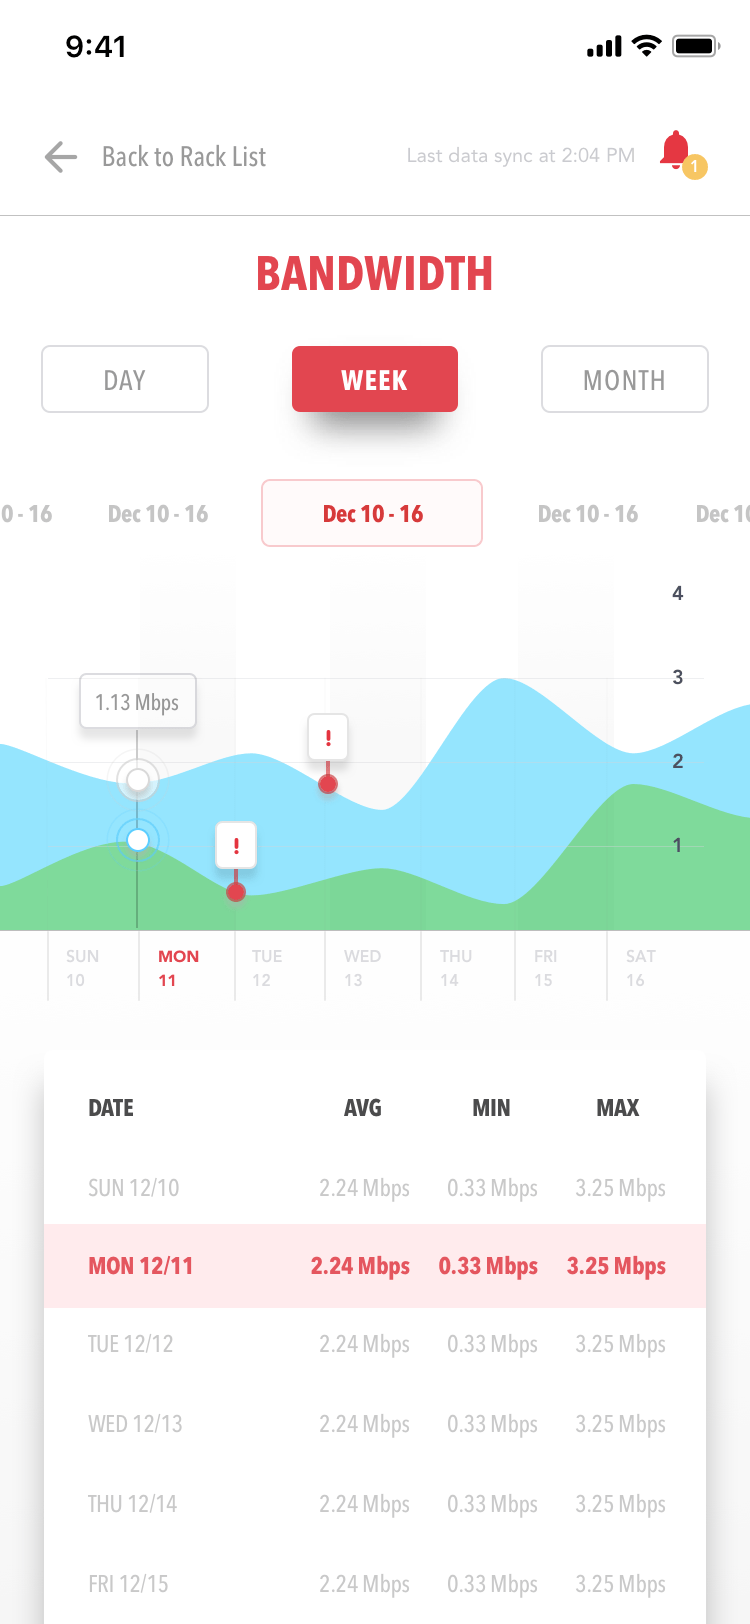 9:41
Back to Rack List
Last data sync at 2:04 PM
1
BANDWIDTH
DAY WEEK MONTH
0 - 16 Dec 10 - 16 Dec 10 - 16 Dec 10 - 16 Dec 10
4
3
1.13 Mbps
!
2
!
1
SUN MON TUE WED THU FRI SAT
10 11 12 13 14 15 16
DATE AVG MIN MAX
SUN 12/10 2.24 Mbps 0.33 Mbps 3.25 Mbps
MON 12/11 2.24 Mbps 0.33 Mbps 3.25 Mbps
TUE 12/12 2.24 Mbps 0.33 Mbps 3.25 Mbps
WED 12/13 2.24 Mbps 0.33 Mbps 3.25 Mbps
THU 12/14 2.24 Mbps 0.33 Mbps 3.25 Mbps
FRI 12/15 2.24 Mbps 0.33 Mbps 3.25 Mbps